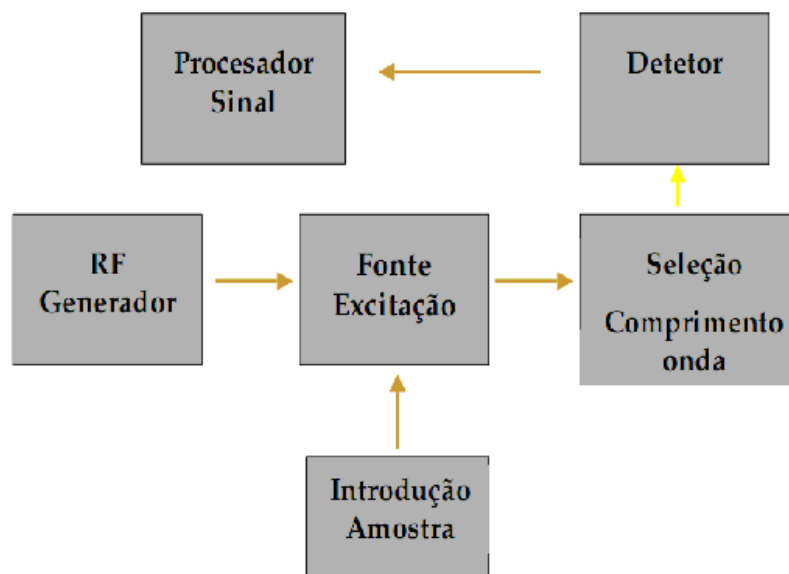 Procesador
Sinal
Detetor
RF
Generador
Fonte
Excitação
Seleção
Comprimento
onda
Introdução
Amostra